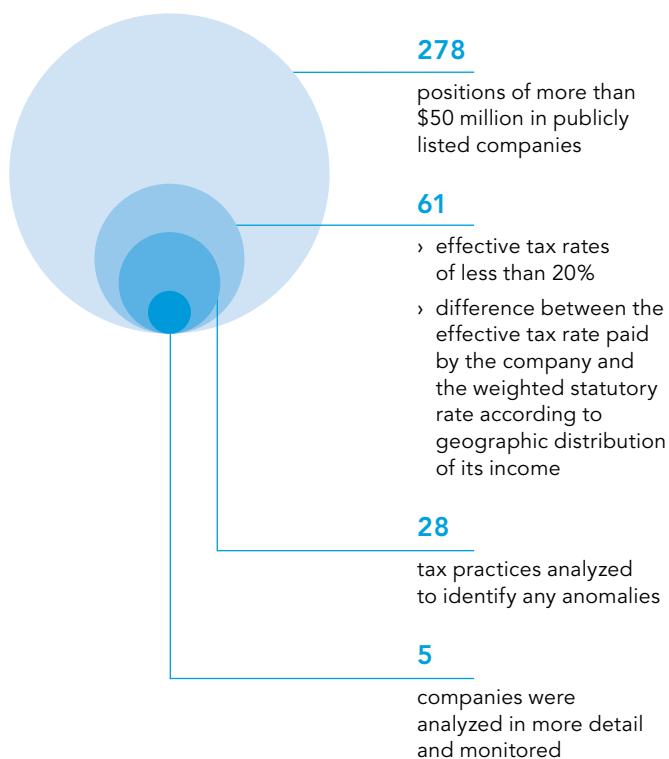 278
positions of more than
$50 million in publicly
listed companies
61
› effective tax rates
of less than 20%
› difference between the
effective tax rate paid
by the company and
the weighted statutory
rate according to
geographic distribution
of its income
28
tax practices analyzed
to identify any anomalies
5
companies were
analyzed in more detail
and monitored